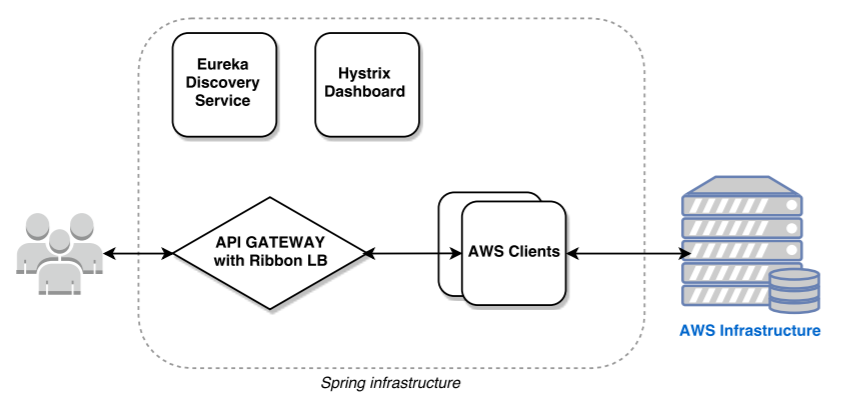 Eureka
Discovery
Service
Hystrix
Dashboard
API GATEWAY
with Ribbon LB
AWS Clients
AWS Infrastructure
Spring infrastructure